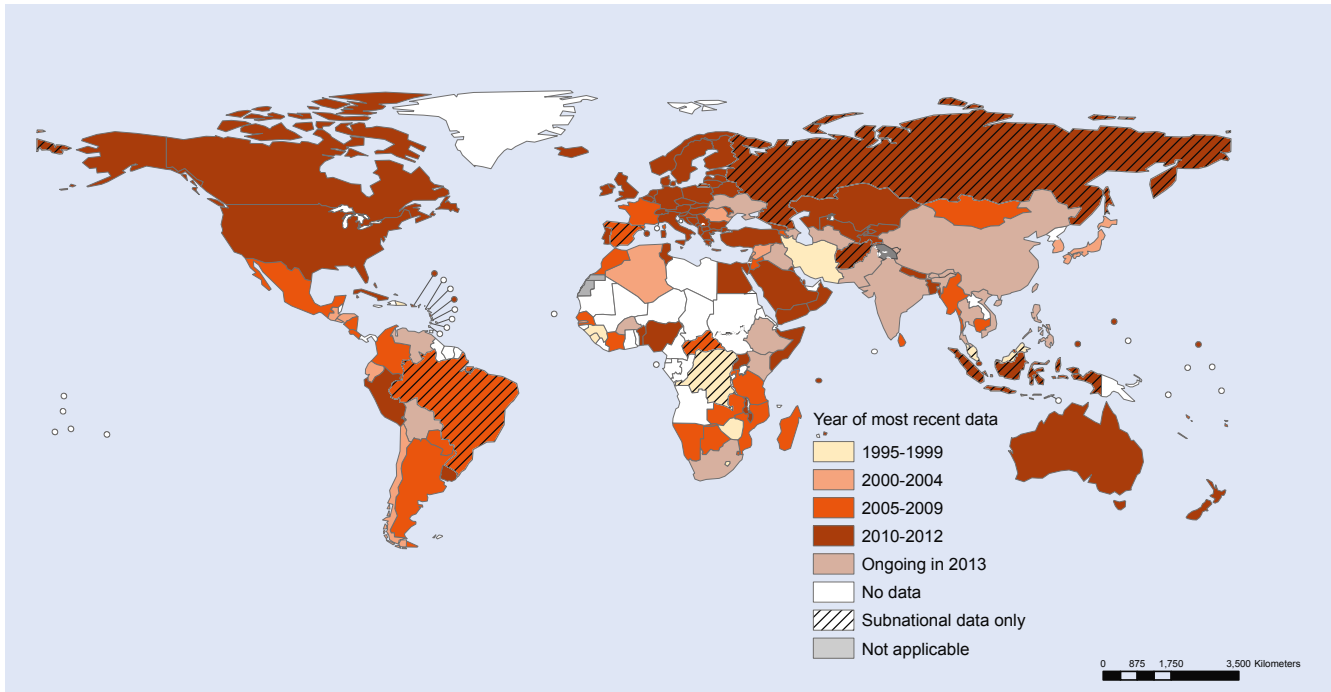 Year of most recent data
1995-1999
2000-2004
2005-2009
2010-2012
Ongoing in 2013
No data
Subnational data only
Not applicable
0 875 1,750 3,500 Kilometers